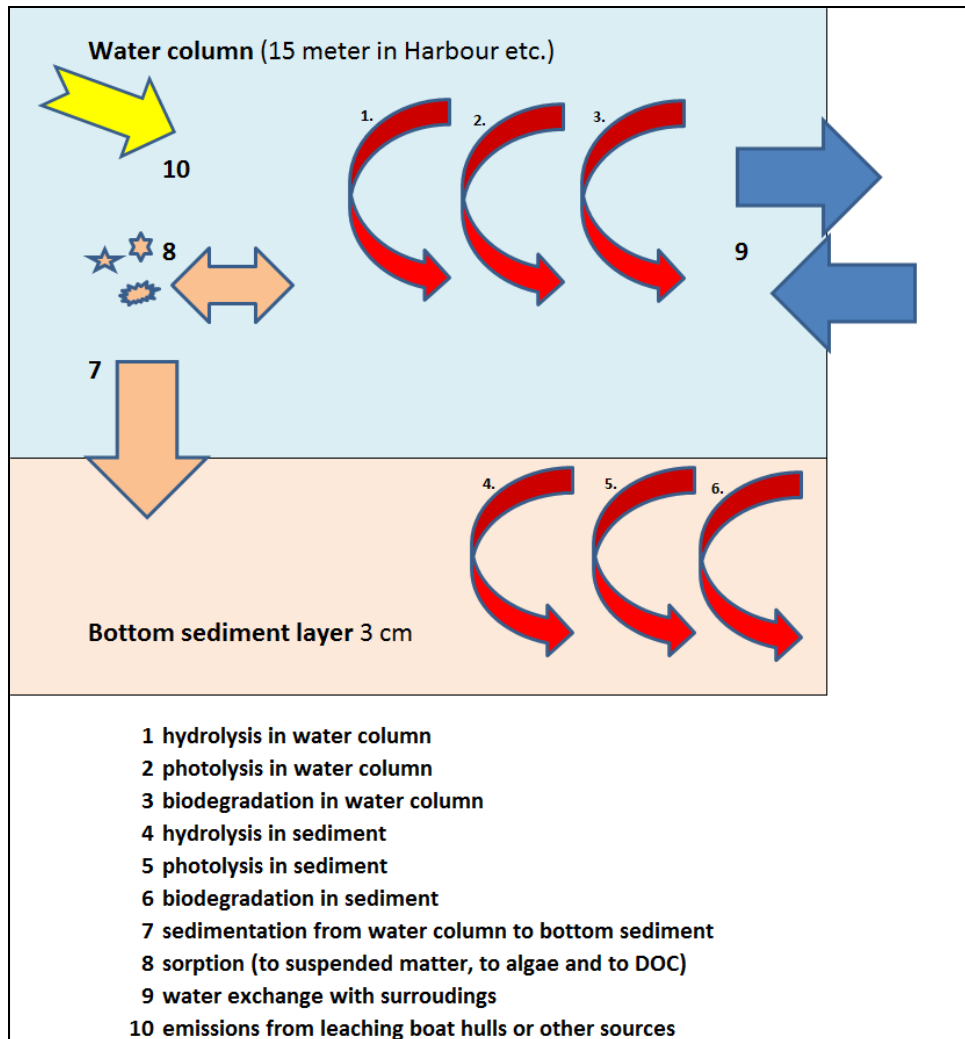 Water column (15 meter in Harbour etc.)
1.
2.
3.
10
8
9
7
4.
5.
6.
Bottom sediment layer 3 cm
1 hydrolysis in water column
2 photolysis in water column
3 biodegradation in water column
4 hydrolysis in sediment
5 photolysis in sediment
6 biodegradation in sediment
7 sedimentation from water column to bottom sediment
8 sorption (to suspended matter, to algae and to DOC)
9 water exchange with surroudings
10 emissions from leaching boat hulls or other sources